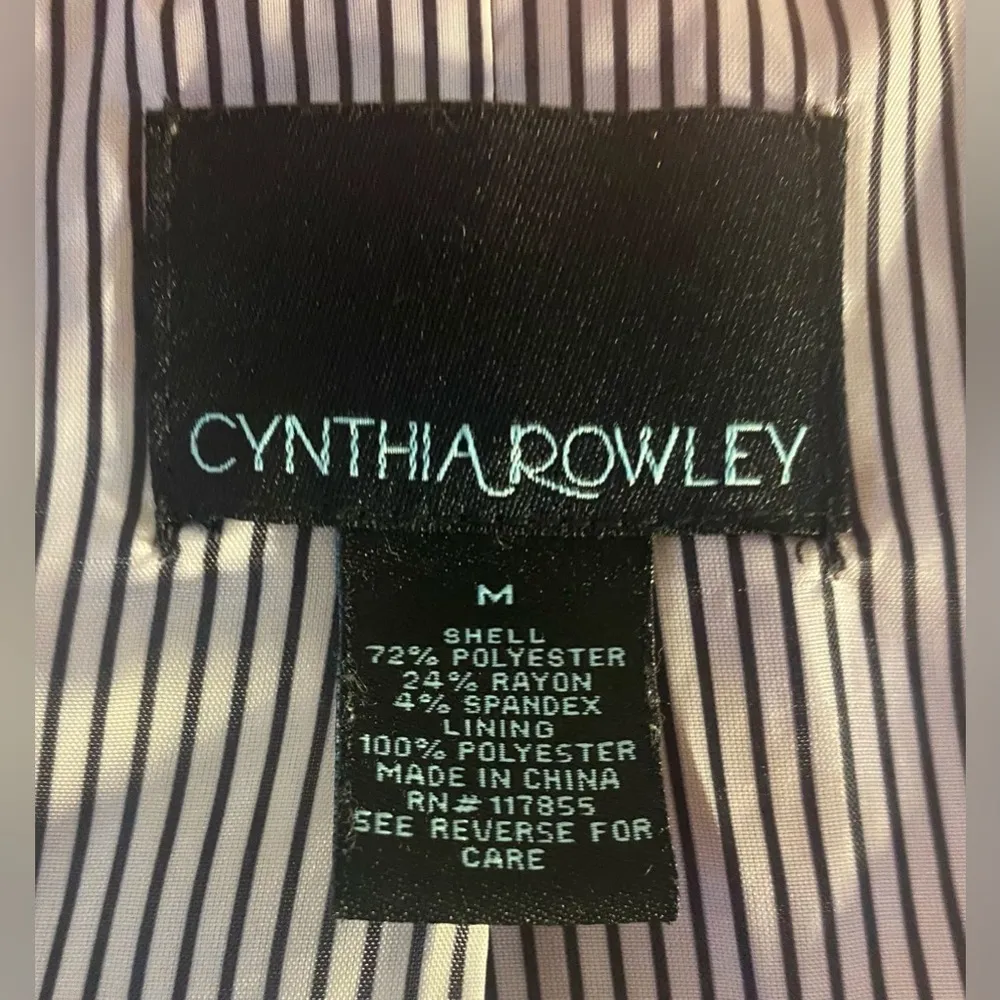 CYNTHIA ROWLEY
M
SHELL
72% POLYESTER
24% RAYON
4% SPANDEX
LINING
100% POLYESTER
MADE IN CHINA
RN# 117855
SEE REVERSE FOR
CARE